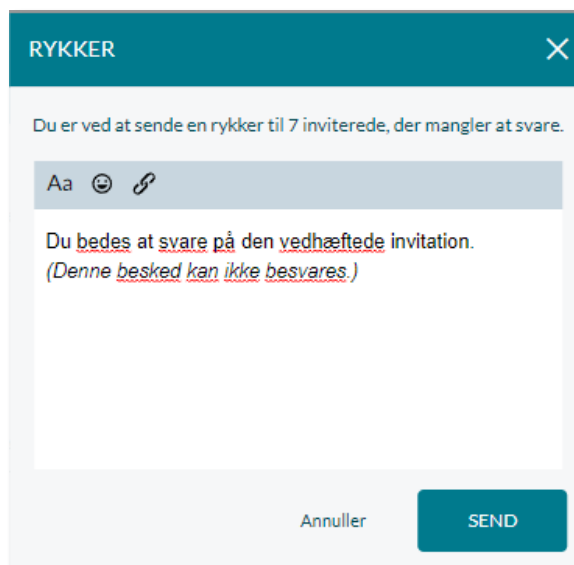 RYKKER
Du er ved at sende en rykker til 7 inviterede, der mangler at svare.
Aa
Du bedes at svare på den vedhæftede invitation.
(Denne besked kan ikke besvares.)
Annuller
SEND